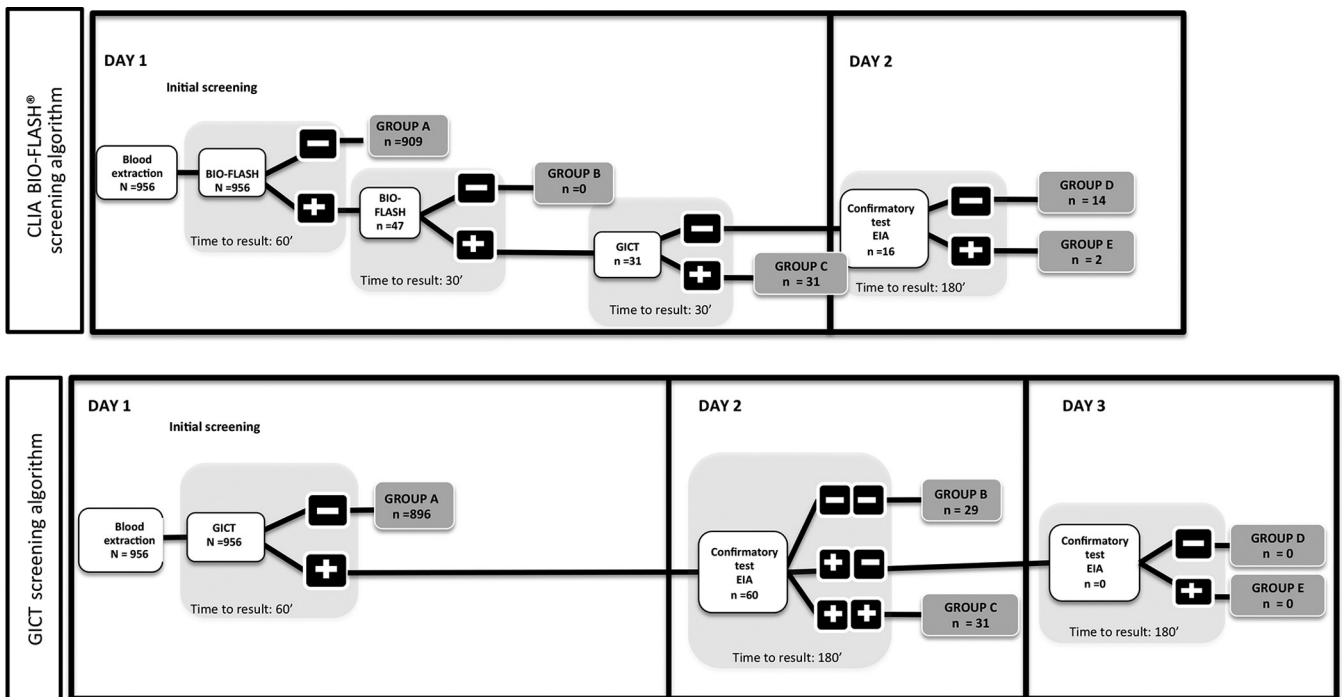 CLIA BIO-FLASH®
screening algorithm
DAY 1
Initial screening
Blood
extraction
N =956
BIO-FLASH
N =956
Time to result: 60’
GROUP A
n =909
BIO-
FLASH
n =47
Time to result: 30’
GROUP B
n =0
GICT
n =31
Time to result: 30’
GROUP C
n = 31
DAY 2
Confirmatory
test
EIA
n =16
Time to result: 180’
GROUP D
n = 14
GROUP E
n = 2
GICT screening algorithm
DAY 1
Initial screening
Blood
extraction
N = 956
GICT
N =956
Time to result: 60’
GROUP A
n =896
DAY 2
Confirmatory
test
EIA
n =60
Time to result: 180’
GROUP B
n = 29
GROUP C
n = 31
DAY 3
Confirmatory
test
EIA
n =0
Time to result: 180’
GROUP D
n = 0
GROUP E
n = 0